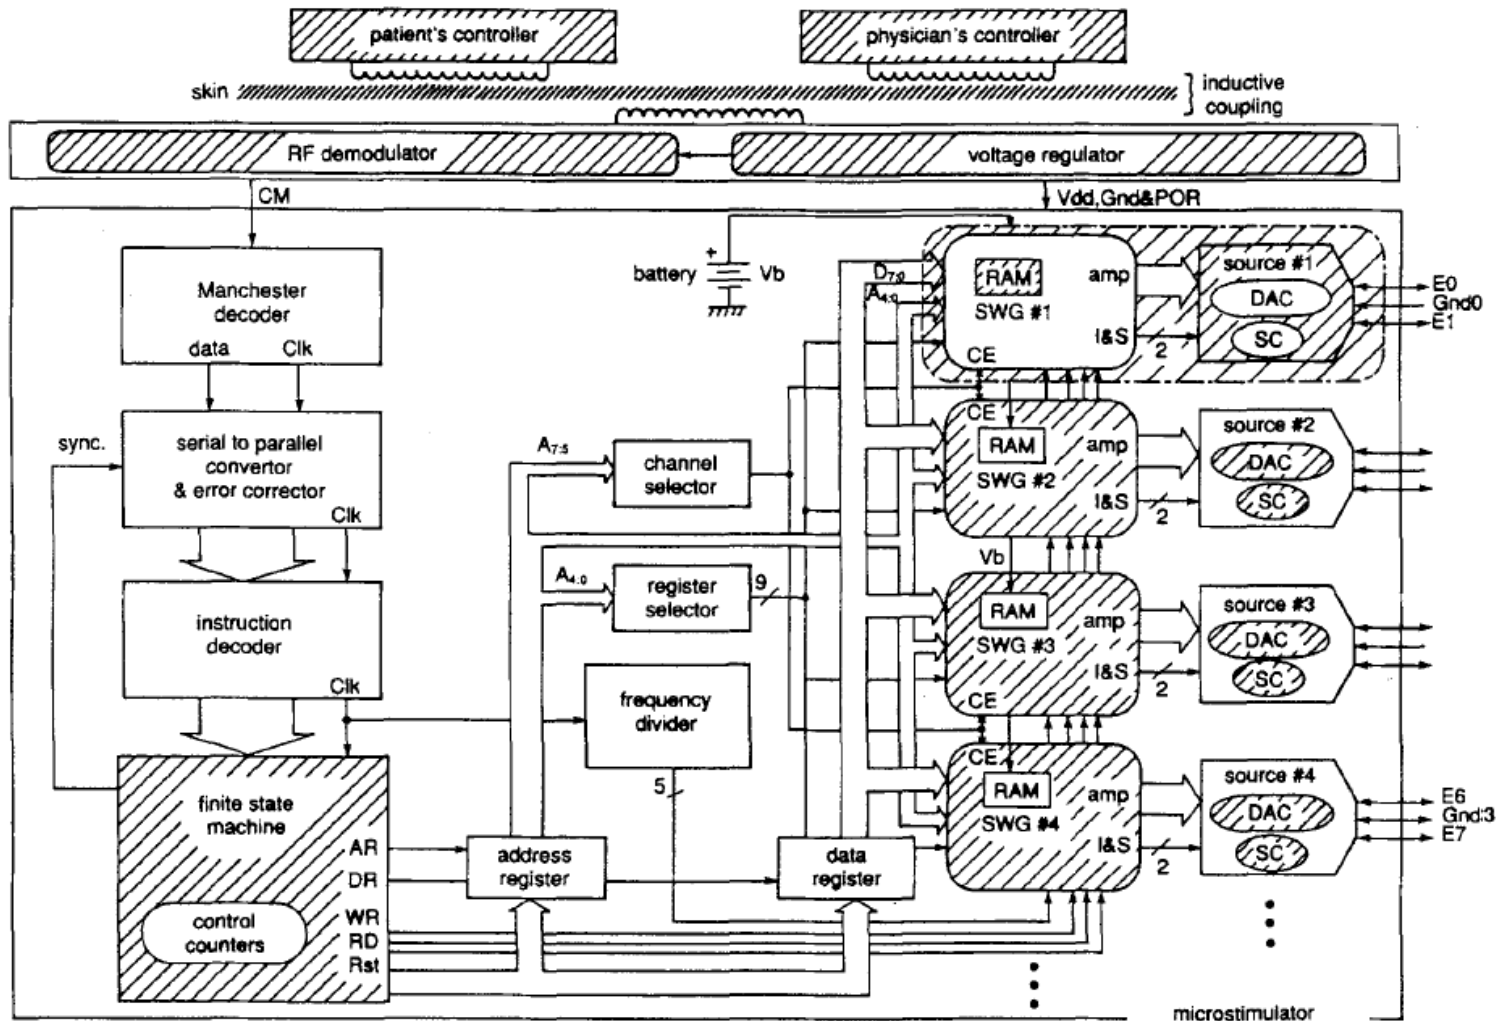 patient's controller
physician's controller
skin
inductive
coupling
RF demodulator
voltage regulator
CM
Vdd,Gnd&POR
Manchester
decoder
data
Clk
battery
+
Vb
D7:0
A4:0
RAM
SWG #1
amp
I&S
CE
2
source #1
DAC
SC
E0
Gnd0
E1
sync.
serial to parallel
convertor
& error corrector
Clk
A7:5
channel
selector
CE
RAM
SWG #2
amp
I&S
2
source #2
DAC
SC
instruction
decoder
Clk
A4:0
register
selector
9
Vb
RAM
SWG #3
amp
I&S
CE
2
source #3
DAC
SC
frequency
divider
5
finite state
machine
AR
DR
WR
RD
Rst
control
counters
address
register
data
register
CE
RAM
SWG #4
amp
I&S
2
source #4
DAC
SC
E6
Gnd:3
E7
microstimulator